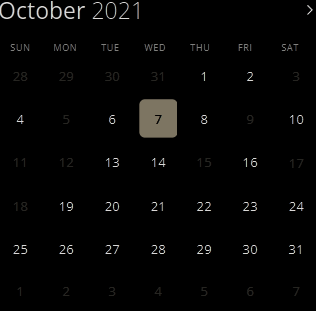 October 2021
SUN MON TUE WED THU FRI SAT
28 29 30 31 1 2 3
4 5 6 7 8 9 10
11 12 13 14 15 16 17
18 19 20 21 22 23 24
25 26 27 28 29 30 31
1 2 3 4 5 6 7